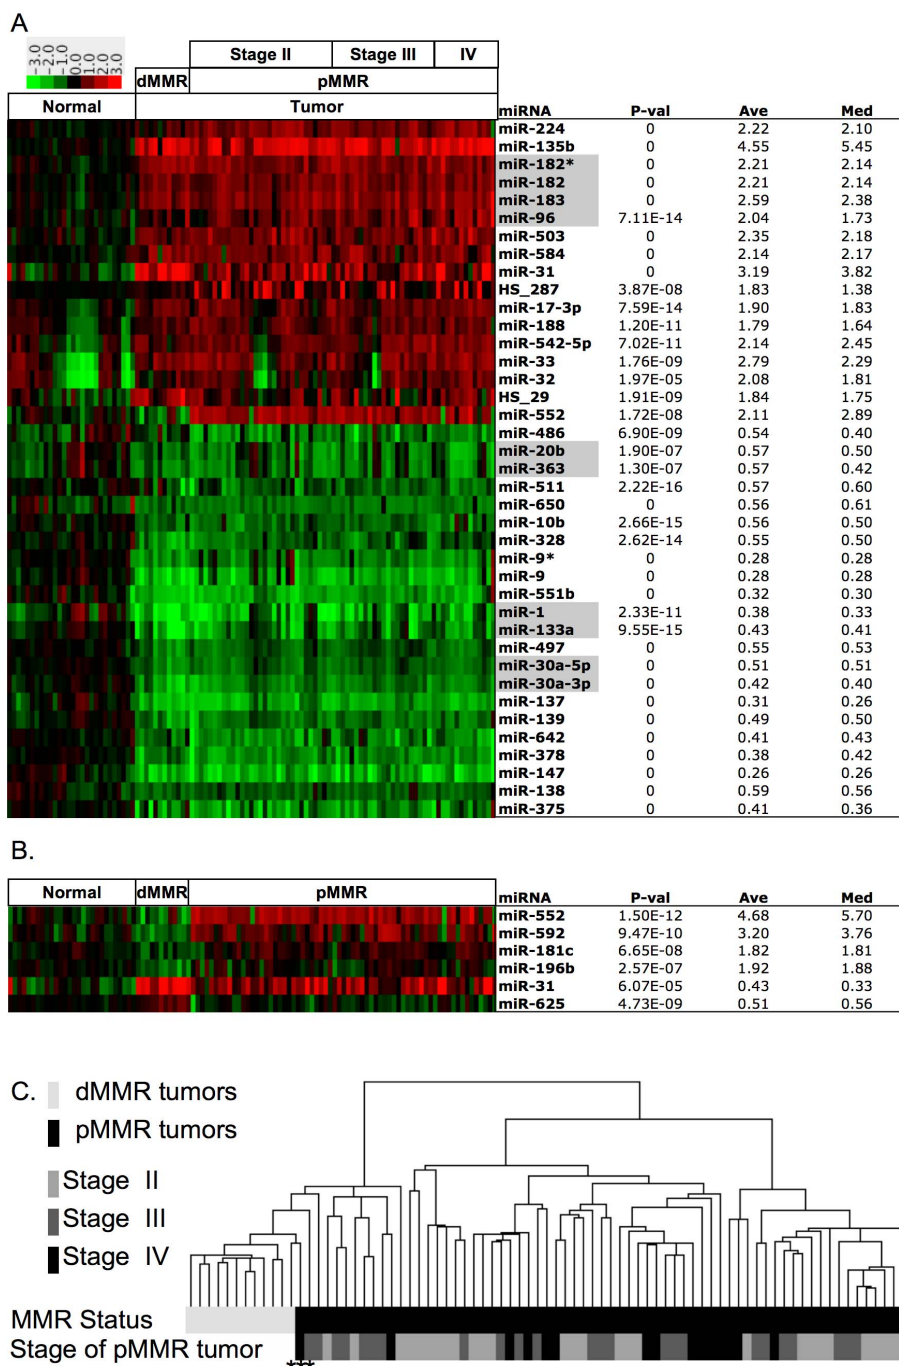 A
Stage II Stage III IV
-3.0 -2.0 -1.0 0.0 1.0 2.0 3.0
dMMR pMMR
Normal Tumor miRNA P-val Ave Med
miR-224 0 2.22 2.10
miR-135b 0 4.55 5.45
miR-182* 0 2.21 2.14
miR-182 0 2.21 2.14
miR-183 0 2.59 2.38
miR-96 7.11E-14 2.04 1.73
miR-503 0 2.35 2.18
miR-584 0 2.14 2.17
miR-31 0 3.19 3.82
HS_287 3.87E-08 1.83 1.38
miR-17-3p 7.59E-14 1.90 1.83
miR-188 1.20E-11 1.79 1.64
miR-542-5p 7.02E-11 2.14 2.45
miR-33 1.76E-09 2.79 2.29
miR-32 1.97E-05 2.08 1.81
HS_29 1.91E-09 1.84 1.75
miR-552 1.72E-08 2.11 2.89
miR-486 6.90E-09 0.54 0.40
miR-20b 1.90E-07 0.57 0.50
miR-363 1.30E-07 0.57 0.42
miR-511 2.22E-16 0.57 0.60
miR-650 0 0.56 0.61
miR-10b 2.66E-15 0.56 0.50
miR-328 2.62E-14 0.55 0.50
miR-9* 0 0.28 0.28
miR-9 0 0.28 0.28
miR-551b 0 0.32 0.30
miR-1 2.33E-11 0.38 0.33
miR-133a 9.55E-15 0.43 0.41
miR-497 0 0.55 0.53
miR-30a-5p 0 0.51 0.51
miR-30a-3p 0 0.42 0.40
miR-137 0 0.31 0.26
miR-139 0 0.49 0.50
miR-642 0 0.41 0.43
miR-378 0 0.38 0.42
miR-147 0 0.26 0.26
miR-138 0 0.59 0.56
miR-375 0 0.41 0.36
B.
Normal dMMR pMMR miRNA P-val Ave Med
miR-552 1.50E-12 4.68 5.70
miR-592 9.47E-10 3.20 3.76
miR-181c 6.65E-08 1.82 1.81
miR-196b 2.57E-07 1.92 1.88
miR-31 6.07E-05 0.43 0.33
miR-625 4.73E-09 0.51 0.56
C. dMMR tumors
pMMR tumors
Stage II
Stage III
Stage IV
MMR Status
Stage of pMMR tumor
***